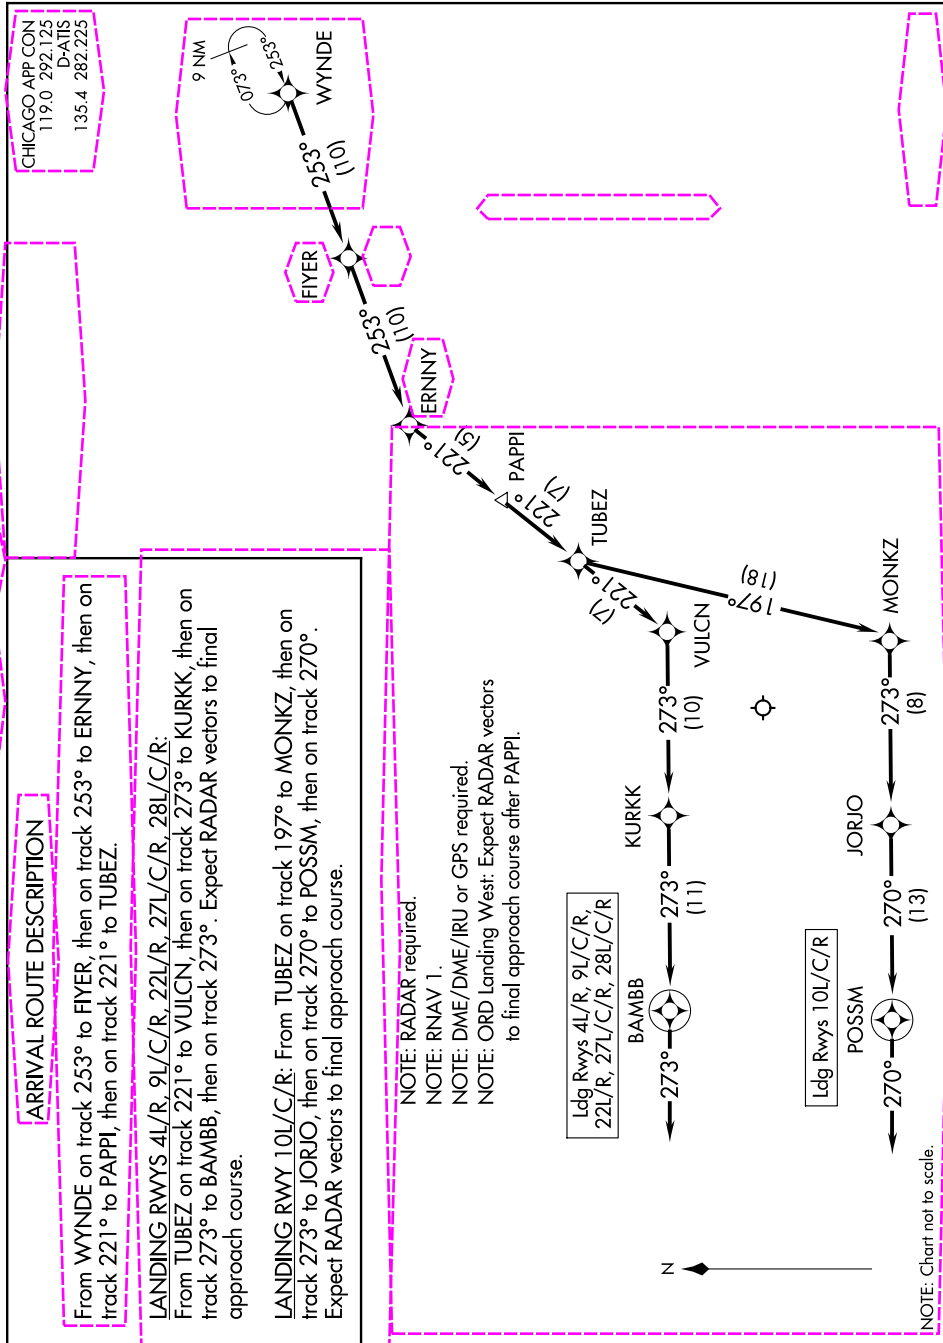 CHICAGO APP CON
119.0 292.125
D-ATIS
135.4 282.225
ARRIVAL ROUTE DESCRIPTION
From WYNDE on track 253° to FIYER, then on track 253° to ERNNY, then on
track 221° to PAPPI, then on track 221° to TUBEZ.
LANDING RWYS 4L/R, 9L/C/R, 22L/R, 27L/C/R, 28L/C/R:
From TUBEZ on track 221° to VULCN, then on track 273° to KURKK, then on
track 273° to BAMBB, then on track 273°. Expect RADAR vectors to final
approach course.
LANDING RWY 10L/C/R: From TUBEZ on track 197° to MONKZ, then on
track 273° to JORJO, then on track 270° to POSSM, then on track 270°.
Expect RADAR vectors to final approach course.
NOTE: RADAR required.
NOTE: RNAV 1.
NOTE: DME/DME/IRU or GPS required.
NOTE: ORD Landing West: Expect RADAR vectors
to final approach course after PAPPI.
9 NM
073°
253°
WYNDE
253°
(10)
FIYER
253°
(10)
ERNNY
221°
(5)
PAPPI
221°
(7)
TUBEZ
221°
(7)
VULCN
197°
(18)
MONKZ
273°
(10)
KURKK
273°
(11)
Ldg Rwys 4L/R, 9L/C/R,
22L/R, 27L/C/R, 28L/C/R
BAMBB
273°
273°
(8)
JORJO
270°
(13)
Ldg Rwys 10L/C/R
POSSM
270°
N
NOTE: Chart not to scale.